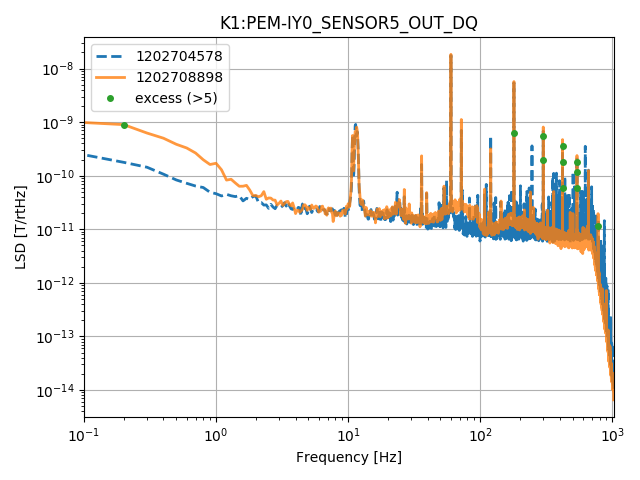 K1:PEM-IY0_SENSOR5_OUT_DQ
1202704578
1202708898
excess (>5)
LSD [T/rtHz]
10⁻⁸
10⁻⁹
10⁻¹⁰
10⁻¹¹
10⁻¹²
10⁻¹³
10⁻¹⁴
10⁻¹ 10⁰ 10¹ 10² 10³
Frequency [Hz]